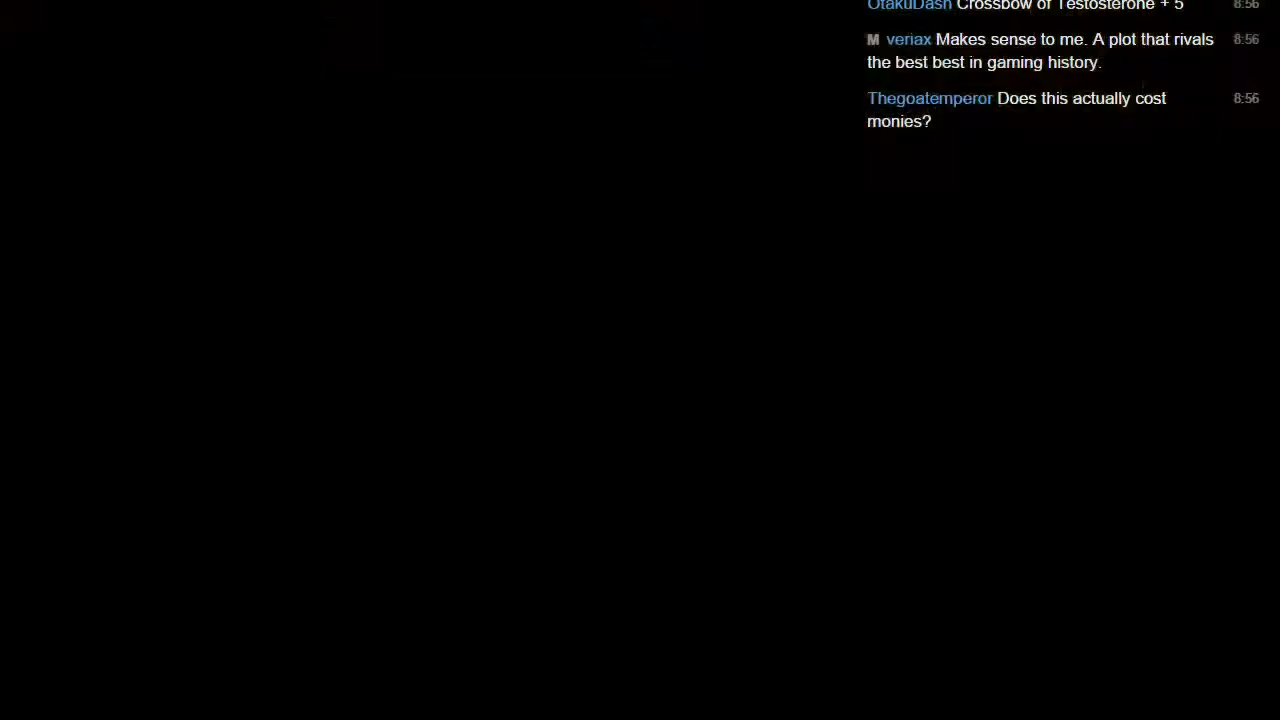 OtakuDash Crossbow of Testosterone + 5 8:56
M veriax Makes sense to me. A plot that rivals 8:56
the best best in gaming history.
Thegoatemperor Does this actually cost 8:56
monies?